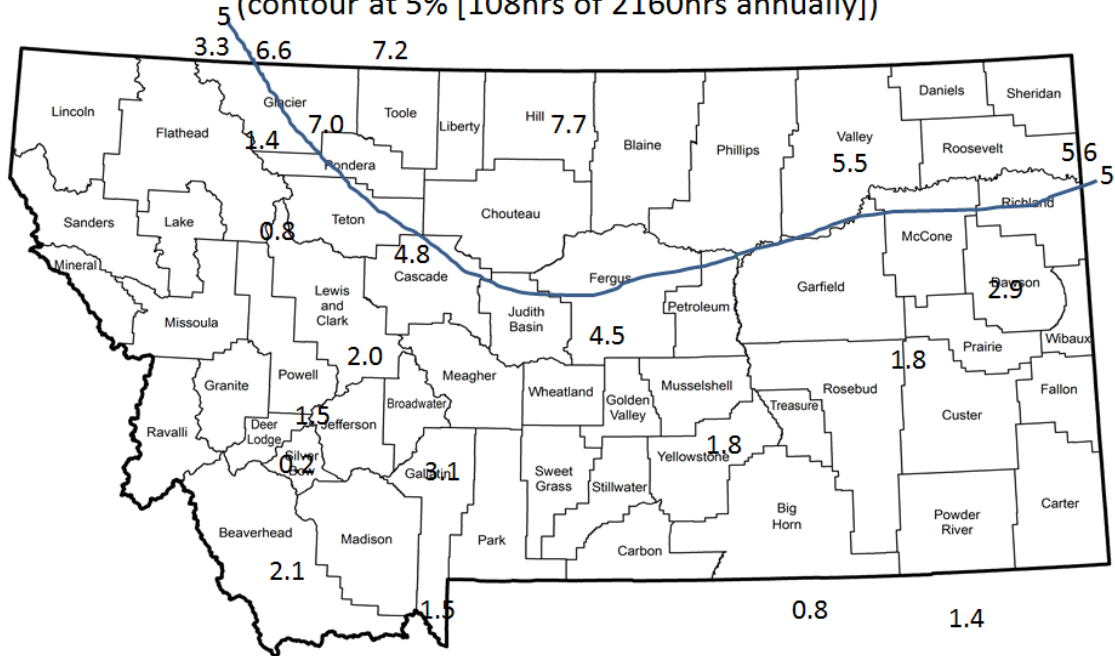 (contour at 5% [108hrs of 2160hrs annually])
5
3.3 6.6 7.2
Lincoln
Flathead
Glacier
Toole
Liberty
Hill 7.7
Blaine
Phillips
Valley
5.5
Daniels
Sheridan
Roosevelt
5.6
5
7.0
1.4
Pondera
Sanders
Lake
0.8
Teton
Chouteau
Richland
McCone
Mineral
4.8
Cascade
Fergus
Garfield
Dawson
2.9
Lewis
and
Clark
Missoula
Judith
Basin
4.5
Petroleum
Prairie
Wibaux
2.0
1.8
Granite
Powell
Meagher
Wheatland
Golden
Valley
Musselshell
Rosebud
Treasure
Fallon
Custer
Broadwater
1.5
Ravalli
Deer
Lodge
Jefferson
Silver
Bow
0.2
Gallatin
3.1
Sweet
Grass
Stillwater
Yellowstone
1.8
Beaverhead
Madison
Park
Big
Horn
Powder
River
Carter
Carbon
2.1
1.5
0.8
1.4